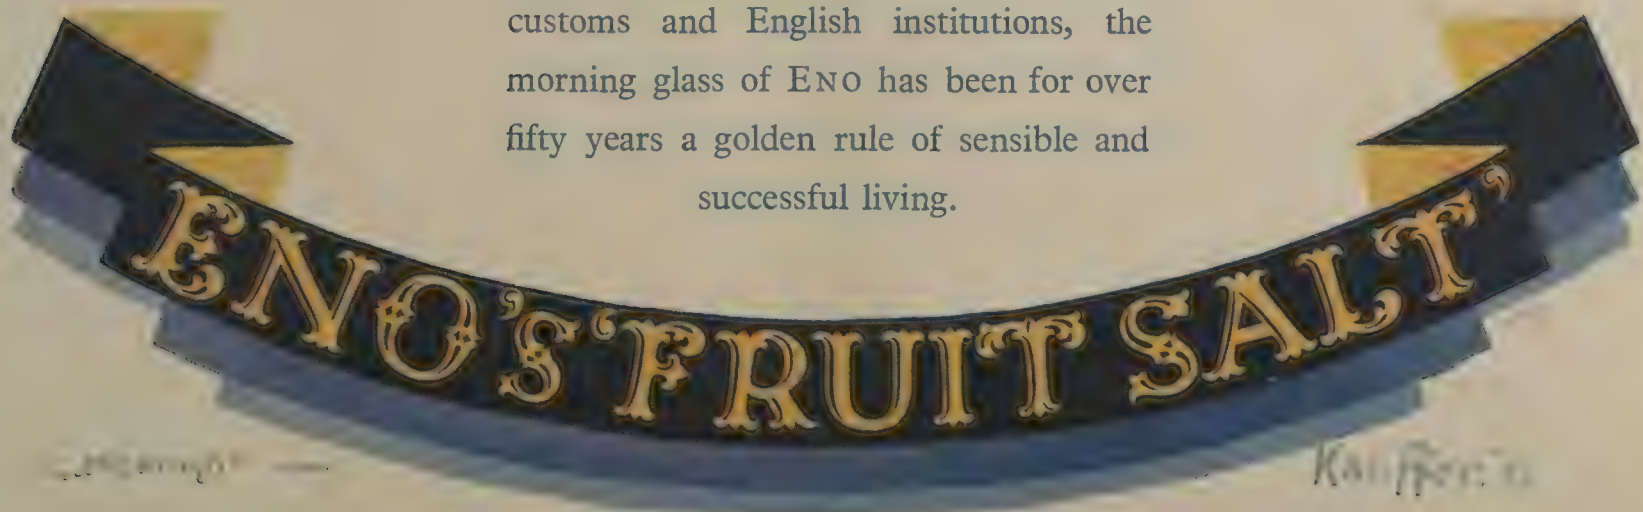 customs and English institutions, the
morning glass of ENO has been for over
fifty years a golden rule of sensible and
successful living.
ENO'S ‘FRUIT SALT’